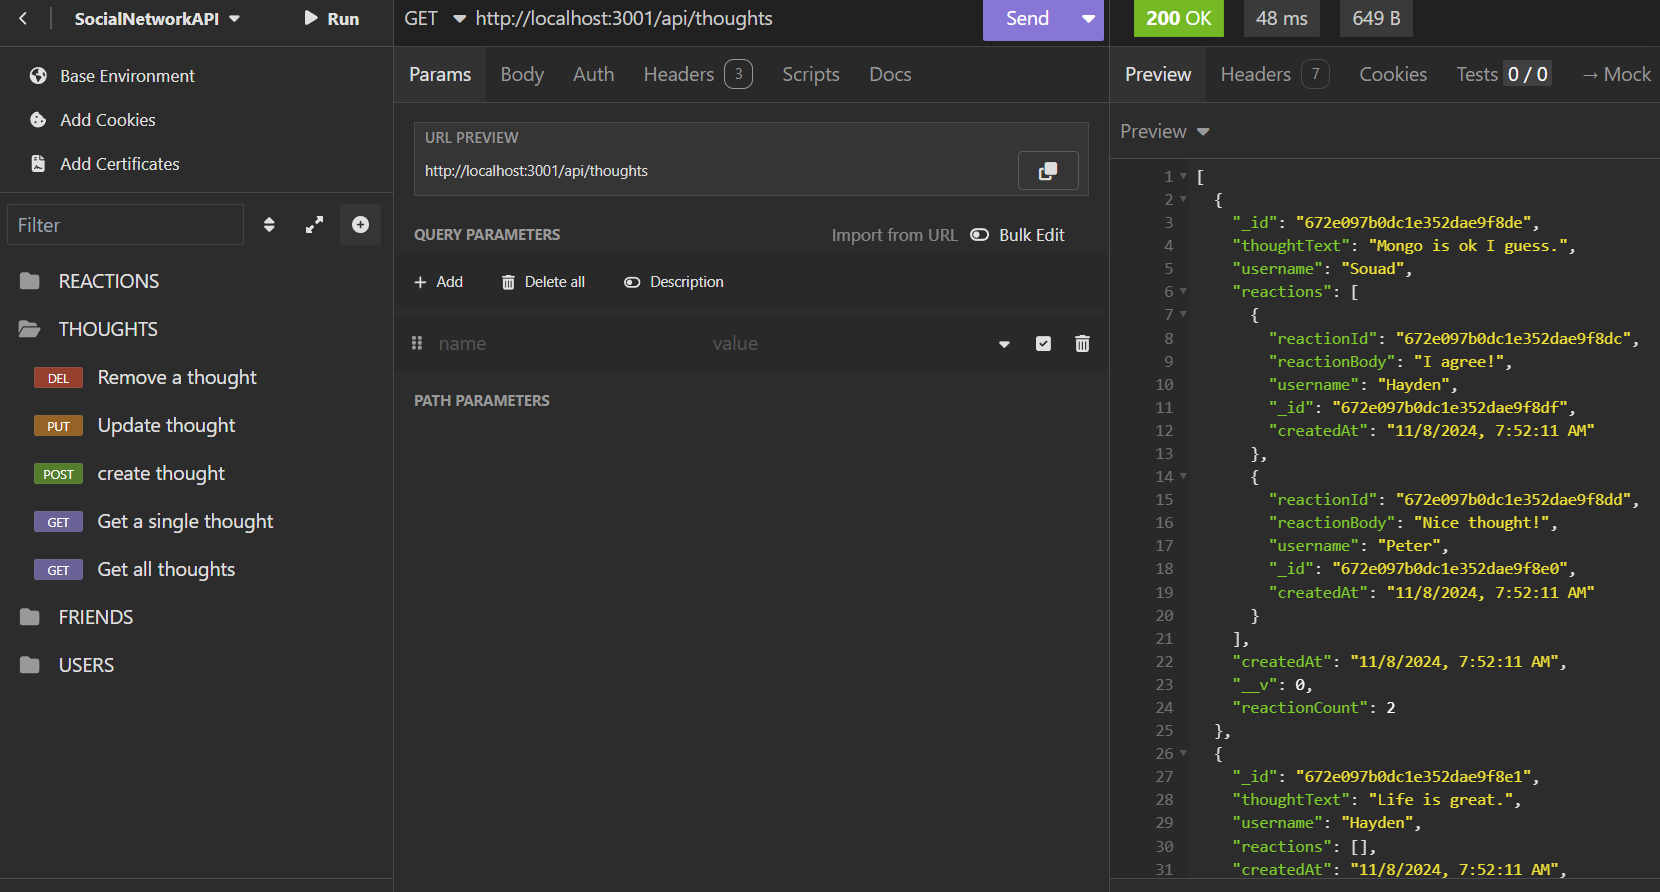 SocialNetworkAPI
Run
Base Environment
Add Cookies
Add Certificates
Filter
REACTIONS
THOUGHTS
DEL Remove a thought
PUT Update thought
POST create thought
GET Get a single thought
GET Get all thoughts
FRIENDS
USERS
GET http://localhost:3001/api/thoughts
Send
Params Body Auth Headers 3 Scripts Docs
URL PREVIEW
http://localhost:3001/api/thoughts
QUERY PARAMETERS Import from URL Bulk Edit
+ Add Delete all Description
name value
PATH PARAMETERS
200 OK 48 ms 649 B
Preview Headers 7 Cookies Tests 0 / 0 → Mock
Preview
1 [
2 {
3 "_id": "672e097b0dc1e352dae9f8de",
4 "thoughtText": "Mongo is ok I guess.",
5 "username": "Souad",
6 "reactions": [
7 {
8 "reactionId": "672e097b0dc1e352dae9f8dc",
9 "reactionBody": "I agree!",
10 "username": "Hayden",
11 "_id": "672e097b0dc1e352dae9f8df",
12 "createdAt": "11/8/2024, 7:52:11 AM"
13 },
14 {
15 "reactionId": "672e097b0dc1e352dae9f8dd",
16 "reactionBody": "Nice thought!",
17 "username": "Peter",
18 "_id": "672e097b0dc1e352dae9f8e0",
19 "createdAt": "11/8/2024, 7:52:11 AM"
20 }
21 ],
22 "createdAt": "11/8/2024, 7:52:11 AM",
23 "__v": 0,
24 "reactionCount": 2
25 },
26 {
27 "_id": "672e097b0dc1e352dae9f8e1",
28 "thoughtText": "Life is great.",
29 "username": "Hayden",
30 "reactions": [],
31 "createdAt": "11/8/2024, 7:52:11 AM",